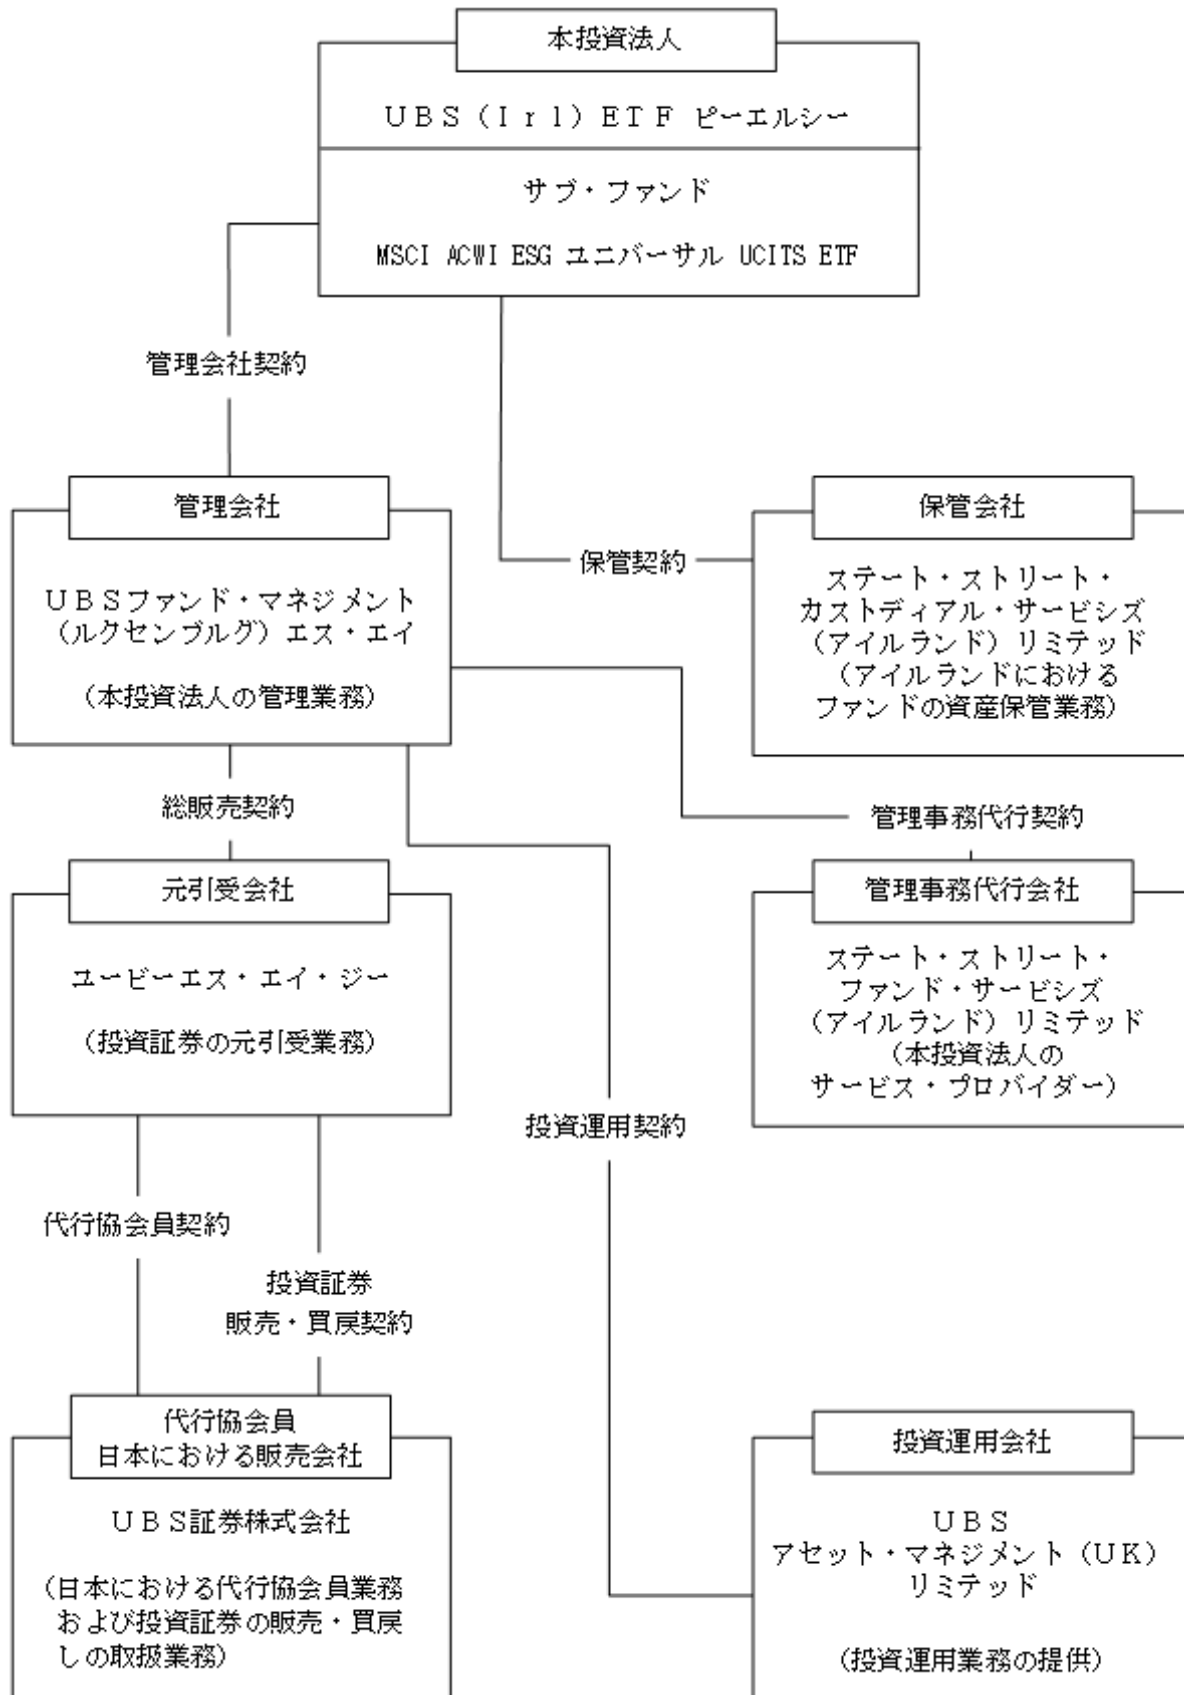 本投資法人
ＵＢＳ（Ｉｒｌ）ＥＴＦ ピーエルシー
サブ・ファンド
MSCI ACWI ESG ユニバーサル UCITS ETF
管理会社契約
管理会社
ＵＢＳファンド・マネジメント
（ルクセンブルグ）エス・エイ
（本投資法人の管理業務）
保管契約
保管会社
ステート・ストリート・
カストディアル・サービシズ
（アイルランド）リミテッド
（アイルランドにおける
ファンドの資産保管業務）
総販売契約
管理事務代行契約
元引受会社
ユービーエス・エイ・ジー
（投資証券の元引受業務）
管理事務代行会社
ステート・ストリート・
ファンド・サービシズ
（アイルランド）リミテッド
（本投資法人の
サービス・プロバイダー）
投資運用契約
代行協会員契約
投資証券
販売・買戻契約
代行協会員
日本における販売会社
ＵＢＳ証券株式会社
（日本における代行協会員業務
および投資証券の販売・買戻
しの取扱業務）
投資運用会社
ＵＢＳ
アセット・マネジメント（ＵＫ）
リミテッド
（投資運用業務の提供）